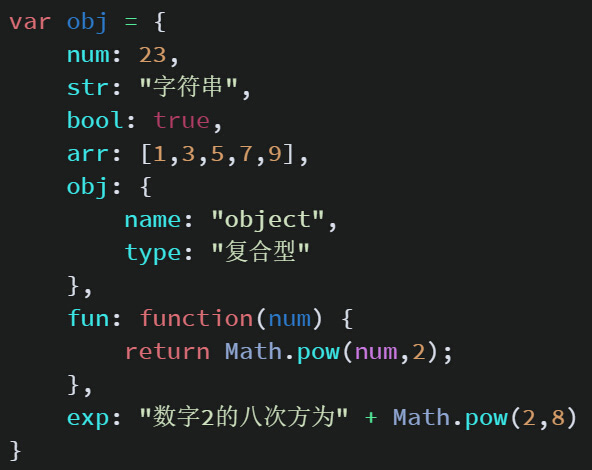 var obj = {
    num: 23,
    str: "字符串",
    bool: true,
    arr: [1,3,5,7,9],
    obj: {
        name: "object",
        type: "复合型"
    },
    fun: function(num) {
        return Math.pow(num,2);
    },
    exp: "数字2的八次方为" + Math.pow(2,8)
}